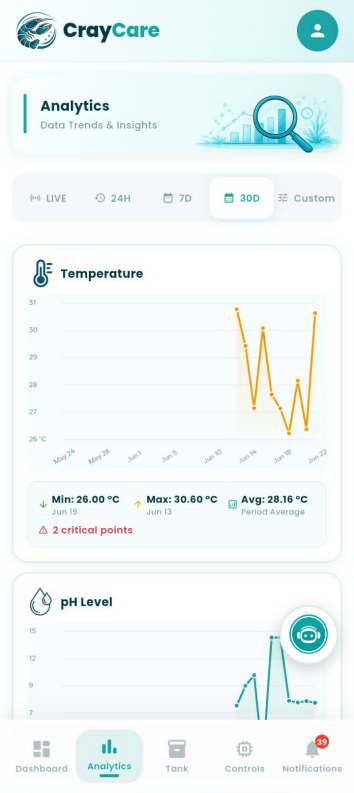 CrayCare
Analytics
Data Trends & Insights
LIVE 24H 7D 30D Custom
Temperature
31
30
29
28
27
26 °C
May 24 May 28 Jun 1 Jun 5 Jun 10 Jun 14 Jun 18 Jun 22
Min: 26.00 °C Max: 30.60 °C Avg: 28.16 °C
Jun 19 Jun 13 Period Average
2 critical points
pH Level
15
12
9
7
39
Dashboard Analytics Tank Controls Notifications